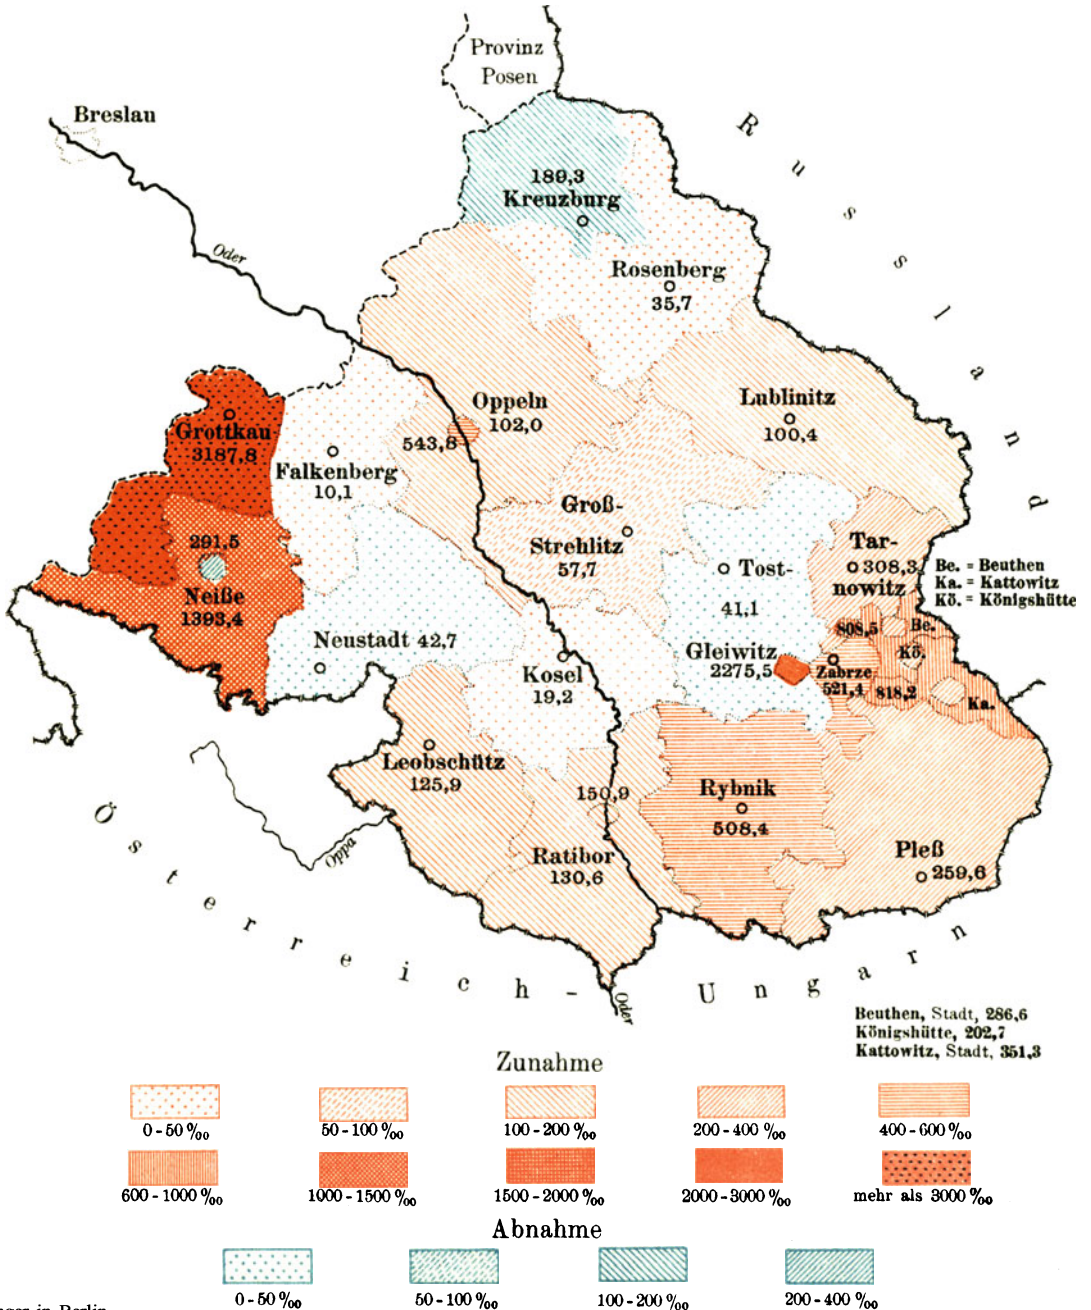 Provinz
Posen
Breslau
Russland
189,3
Kreuzburg
Oder
Rosenberg
35,7
Oppeln
102,0
543,8
Lublinitz
100,4
Grottkau
3187,8
Falkenberg
10,1
Groß-
Strehlitz
57,7
291,5
Neiße
1393,4
Tost-
41,1
Gleiwitz
2275,5
Tar-
308,3
nowitz
Be. = Beuthen
Ka. = Kattowitz
Kö. = Königshütte
808,5
Be.
Kö.
Zabrze
521,4
818,2
Ka.
Neustadt 42,7
Kosel
19,2
Leobschütz
125,9
150,9
Rybnik
508,4
Ratibor
130,6
Pleß
259,6
Oppa
Oder
Österreich-Ungarn
Beuthen, Stadt, 286,6
Königshütte, 202,7
Kattowitz, Stadt, 351,3
Zunahme
0-50 ‰
50-100 ‰
100-200 ‰
200-400 ‰
400-600 ‰
600-1000 ‰
1000-1500 ‰
1500-2000 ‰
2000-3000 ‰
mehr als 3000 ‰
Abnahme
0-50 ‰
50-100 ‰
100-200 ‰
200-400 ‰
in Berlin